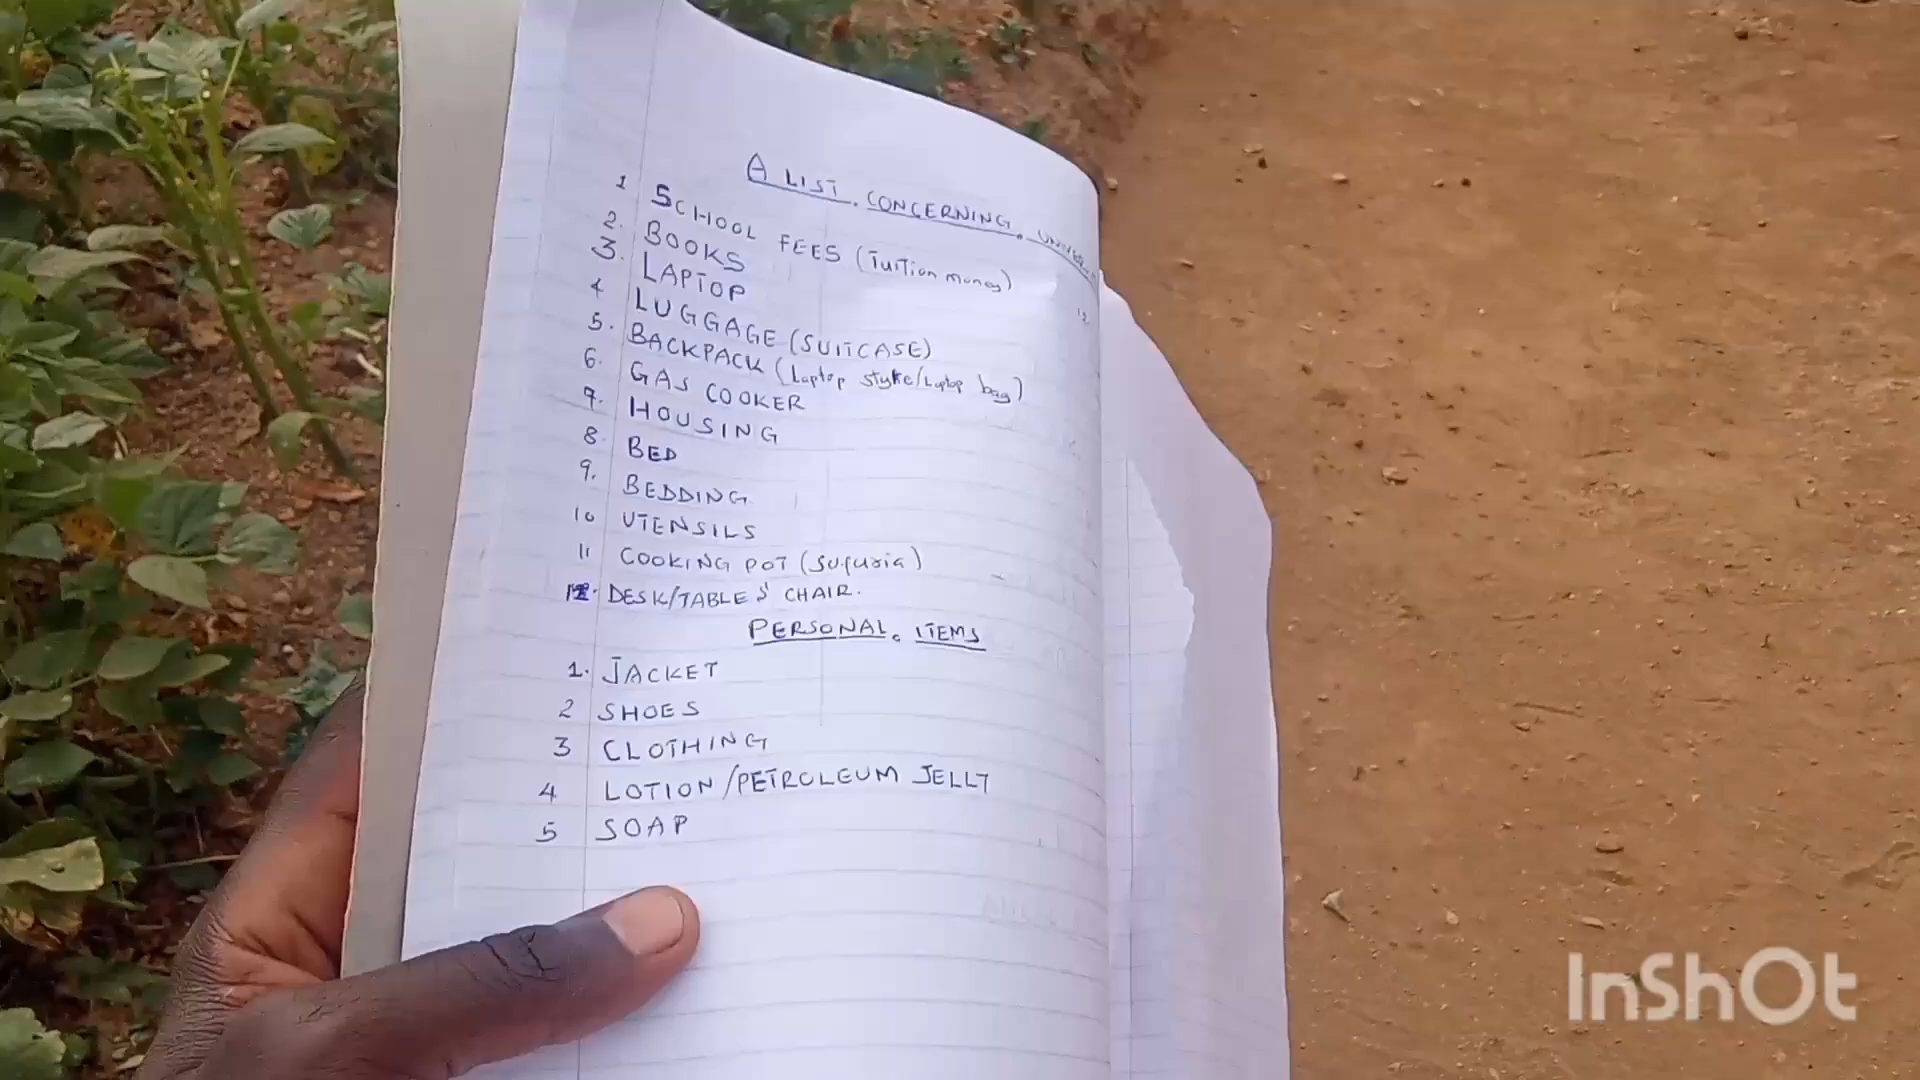 A LIST. CONCERNING.
1 SCHOOL FEES (Tuition money)
2. BOOKS
3. LAPTOP
4 LUGGAGE (SUITCASE)
5. BACKPACK (Laptop style/Laptop bag)
6. GAS COOKER
7. HOUSING
8. BED
9. BEDDING
10 UTENSILS
11 COOKING POT (Sufuria)
12. DESK/TABLE & CHAIR.
PERSONAL. ITEMS
1. JACKET
2 SHOES
3 CLOTHING
4 LOTION/PETROLEUM JELLY
5 SOAP
InShOt